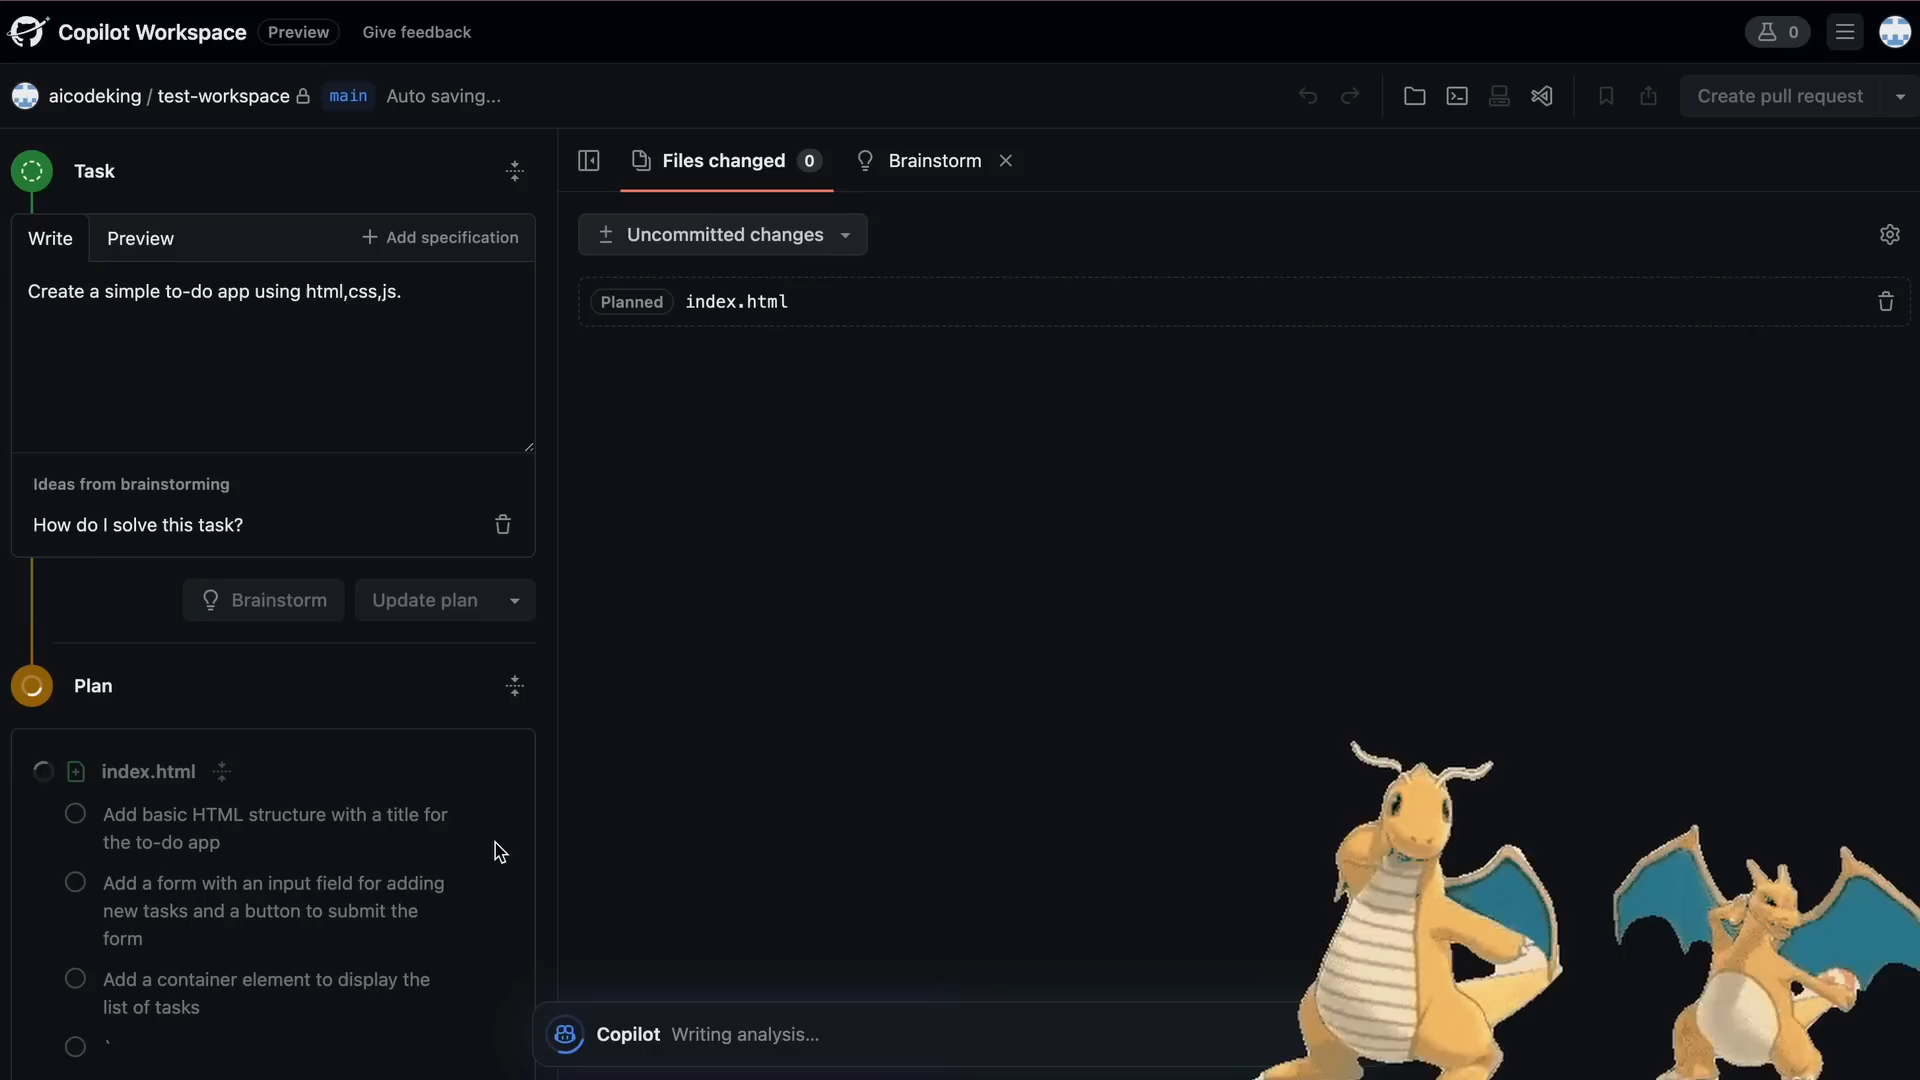 Copilot Workspace Preview Give feedback 0
aicodeking / test-workspace main Auto saving... Create pull request
Task
Files changed 0 Brainstorm
Write Preview Add specification
Uncommitted changes
Create a simple to-do app using html,css,js.
Planned index.html
Ideas from brainstorming
How do I solve this task?
Brainstorm Update plan
Plan
index.html
Add basic HTML structure with a title for
the to-do app
Add a form with an input field for adding
new tasks and a button to submit the
form
Add a container element to display the
list of tasks
`
Copilot Writing analysis...